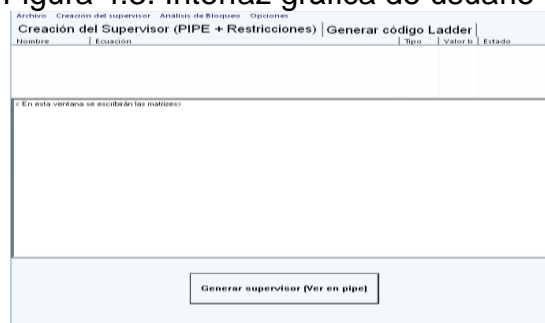 Figura 4.5. Interfaz gráfica de usuario
Archivo Creación del supervisor Análisis de Bloqueo Opciones
Creación del Supervisor (PIPE + Restricciones) Generar código Ladder
Nombre Ecuación Tipo Valor b Estado
< En esta ventana se escribirán las matrizes>
Generar supervisor (Ver en pipe)